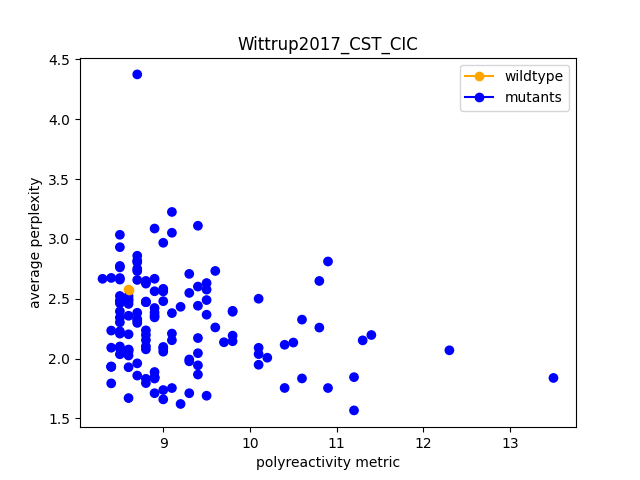 Wittrup2017_CST_CIC
wildtype
mutants
4.5
4.0
3.5
3.0
2.5
2.0
1.5
average perplexity
9 10 11 12 13
polyreactivity metric